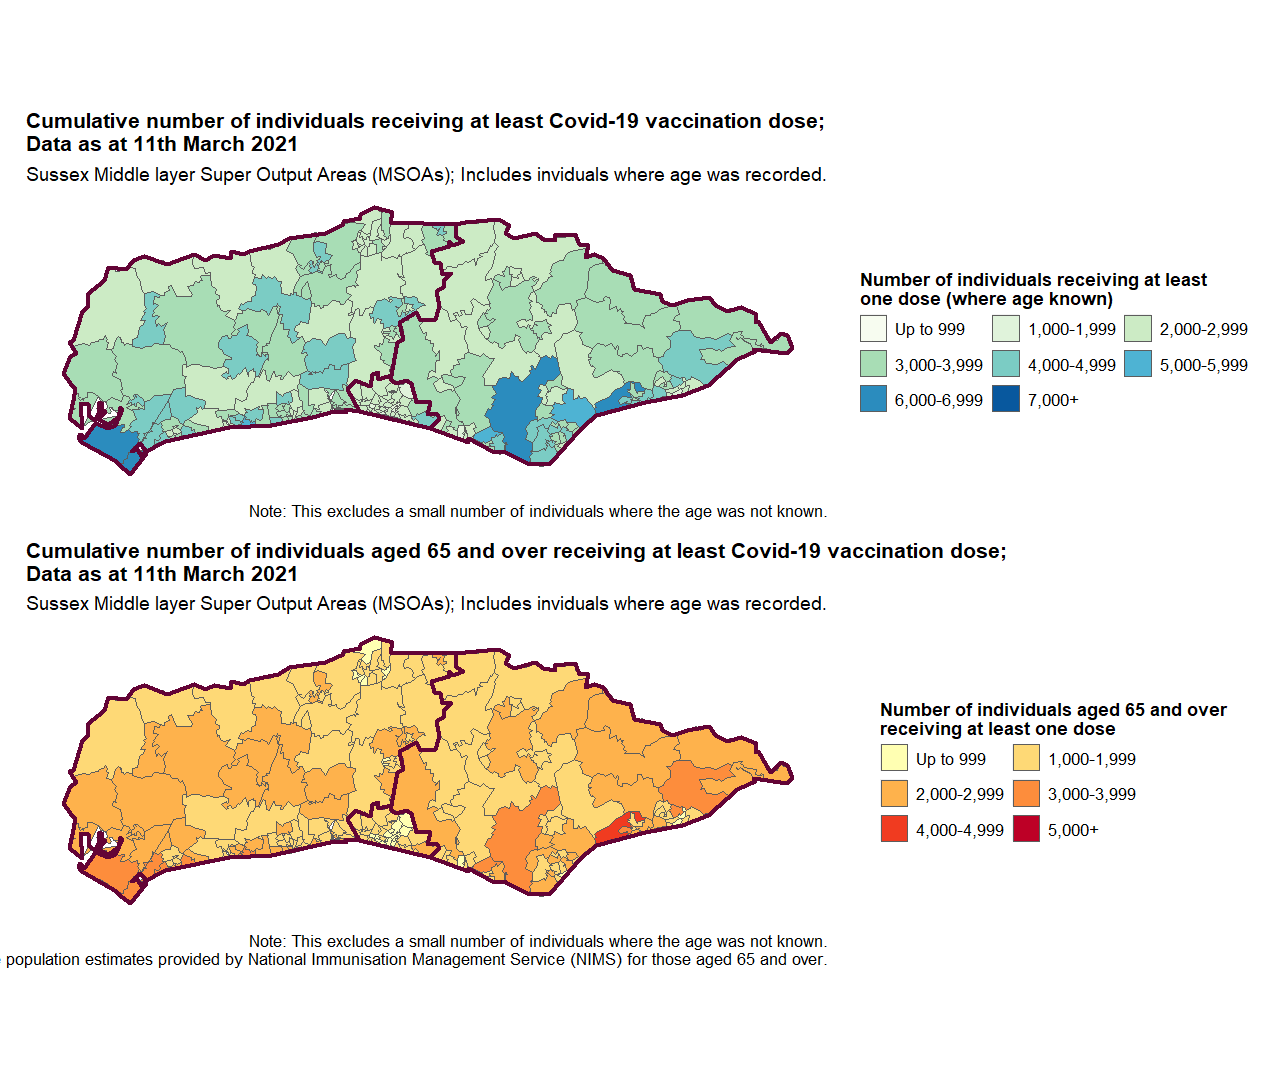 Cumulative number of individuals receiving at least Covid-19 vaccination dose;
Data as at 11th March 2021
Sussex Middle layer Super Output Areas (MSOAs); Includes inviduals where age was recorded.
Number of individuals receiving at least
one dose (where age known)
Up to 999
1,000-1,999
2,000-2,999
3,000-3,999
4,000-4,999
5,000-5,999
6,000-6,999
7,000+
Note: This excludes a small number of individuals where the age was not known.
Cumulative number of individuals aged 65 and over receiving at least Covid-19 vaccination dose;
Data as at 11th March 2021
Sussex Middle layer Super Output Areas (MSOAs); Includes inviduals where age was recorded.
Number of individuals aged 65 and over
receiving at least one dose
Up to 999
1,000-1,999
2,000-2,999
3,000-3,999
4,000-4,999
5,000+
Note: This excludes a small number of individuals where the age was not known.
population estimates provided by National Immunisation Management Service (NIMS) for those aged 65 and over.